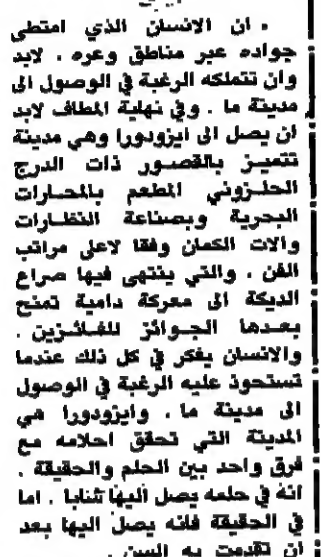 « ان الانسان الذي امتطى
جواده عبر مناطق وعره ، لابد
وان تتملكه الرغبة في الوصول الى
مدينة ما . وفي نهاية المطاف لابد
ان يصل الى ايزودورا وهي مدينة
تتميز بالقصور ذات الدرج
الحلزوني المطعم بالمحارات
البحرية وبصناعة النظارات
والات الكمان وفقا لاعلى مراتب
الفن ، والتي ينتهي فيها صراع
الديكة الى معركة دامية تمنح
بعدها الجوائز للفائزين .
والانسان يفكر في كل ذلك عندما
تستحوذ عليه الرغبة في الوصول
الى مدينة ما ، وايزودورا هي
المدينة التي تحقق احلامه مع
فرق واحد بين الحلم والحقيقة .
انه في حلمه يصل اليها شابا . اما
في الحقيقة فانه يصل اليها بعد
ان تقدمت به السن .